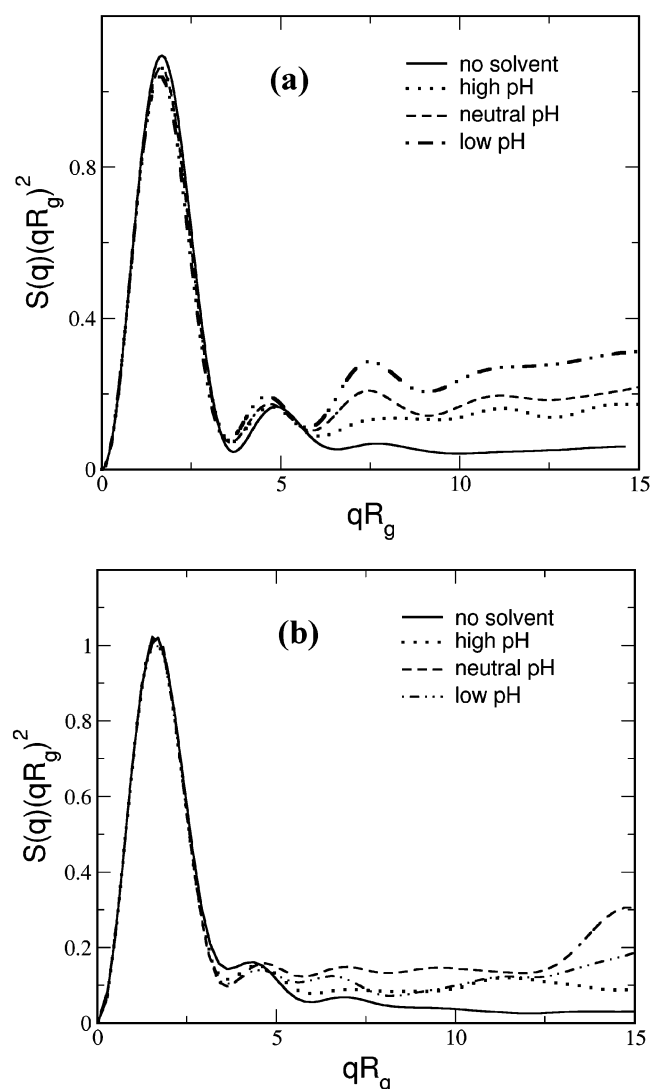 (a)
no solvent
high pH
neutral pH
low pH
0.8
0.4
0
S(q)(qR_g)^2
0 5 10 15
qR_g
(b)
no solvent
high pH
neutral pH
low pH
1
0.8
0.6
0.4
0.2
0
S(q)(qR_g)^2
0 5 10 15
qR_g